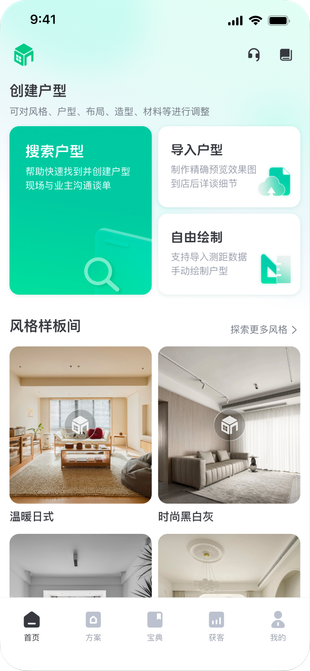 9:41
创建户型
可对风格、户型、布局、造型、材料等进行调整
搜索户型
帮助快速找到并创建户型
现场与业主沟通谈单
导入户型
制作精确预览效果图
到店后详谈细节
自由绘制
支持导入测距数据
手动绘制户型
风格样板间
探索更多风格
温暖日式
时尚黑白灰
首页
方案
宝典
获客
我的